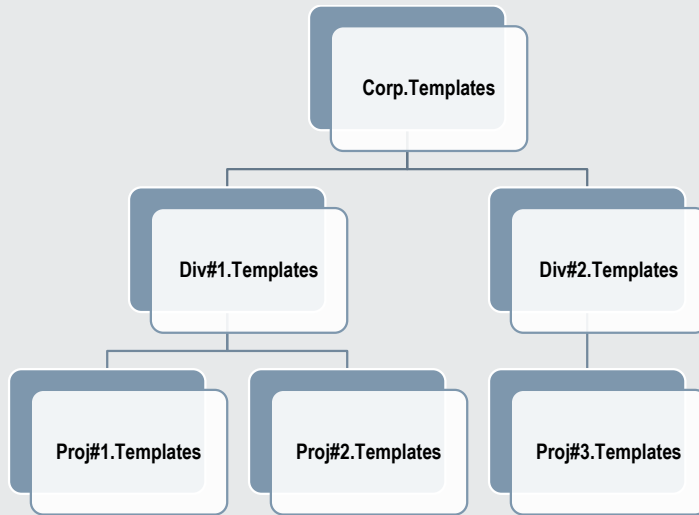 Corp.Templates
Div#1.Templates
Div#2.Templates
Proj#1.Templates
Proj#2.Templates
Proj#3.Templates